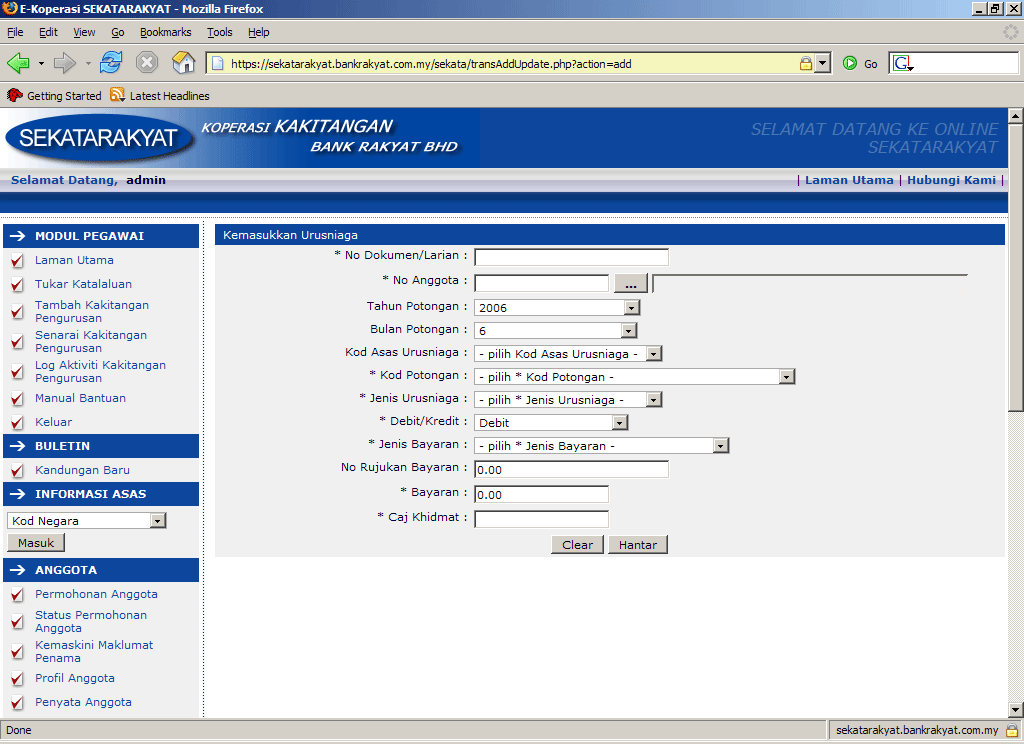 E-Koperasi SEKATARAKYAT - Mozilla Firefox
File Edit View Go Bookmarks Tools Help
https://sekatarakyat.bankrakyat.com.my/sekata/transAddUpdate.php?action=add Go G
Getting Started Latest Headlines
SEKATARAKYAT
KOPERASI KAKITANGAN
BANK RAKYAT BHD
SELAMAT DATANG KE ONLINE
SEKATARAKYAT
Selamat Datang, admin
| Laman Utama | Hubungi Kami |
MODUL PEGAWAI
Laman Utama
Tukar Katalaluan
Tambah Kakitangan
Pengurusan
Senarai Kakitangan
Pengurusan
Log Aktiviti Kakitangan
Pengurusan
Manual Bantuan
Keluar
BULETIN
Kandungan Baru
INFORMASI ASAS
Kod Negara
Masuk
ANGGOTA
Permohonan Anggota
Status Permohonan
Anggota
Kemaskini Maklumat
Penama
Profil Anggota
Penyata Anggota
Kemasukkan Urusniaga
* No Dokumen/Larian :
* No Anggota : ...
Tahun Potongan : 2006
Bulan Potongan : 6
Kod Asas Urusniaga : - pilih Kod Asas Urusniaga -
* Kod Potongan : - pilih * Kod Potongan -
* Jenis Urusniaga : - pilih * Jenis Urusniaga -
* Debit/Kredit : Debit
* Jenis Bayaran : - pilih * Jenis Bayaran -
No Rujukan Bayaran : 0.00
* Bayaran : 0.00
* Caj Khidmat :
Clear Hantar
Done
sekatarakyat.bankrakyat.com.my